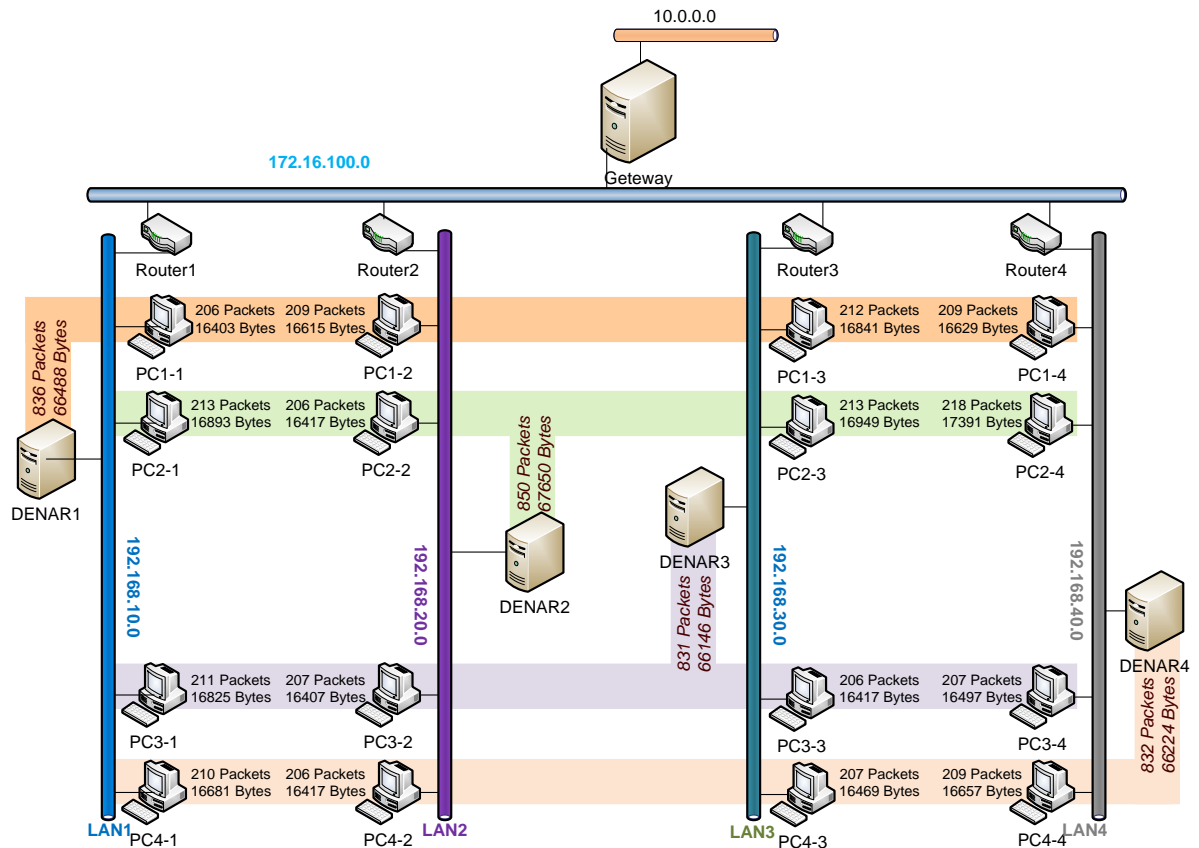 10.0.0.0
Geteway
172.16.100.0
Router1
Router2
Router3
Router4
206 Packets
16403 Bytes
209 Packets
16615 Bytes
212 Packets
16841 Bytes
209 Packets
16629 Bytes
PC1-1
PC1-2
PC1-3
PC1-4
836 Packets
66488 Bytes
213 Packets
16893 Bytes
206 Packets
16417 Bytes
213 Packets
16949 Bytes
218 Packets
17391 Bytes
PC2-1
PC2-2
PC2-3
PC2-4
DENAR1
850 Packets
67650 Bytes
DENAR2
DENAR3
831 Packets
66146 Bytes
192.168.10.0
192.168.20.0
192.168.30.0
192.168.40.0
DENAR4
832 Packets
66224 Bytes
211 Packets
16825 Bytes
207 Packets
16407 Bytes
206 Packets
16417 Bytes
207 Packets
16497 Bytes
PC3-1
PC3-2
PC3-3
PC3-4
210 Packets
16681 Bytes
206 Packets
16417 Bytes
207 Packets
16469 Bytes
209 Packets
16657 Bytes
LAN1
PC4-1
PC4-2
LAN2
LAN3
PC4-3
PC4-4
LAN4